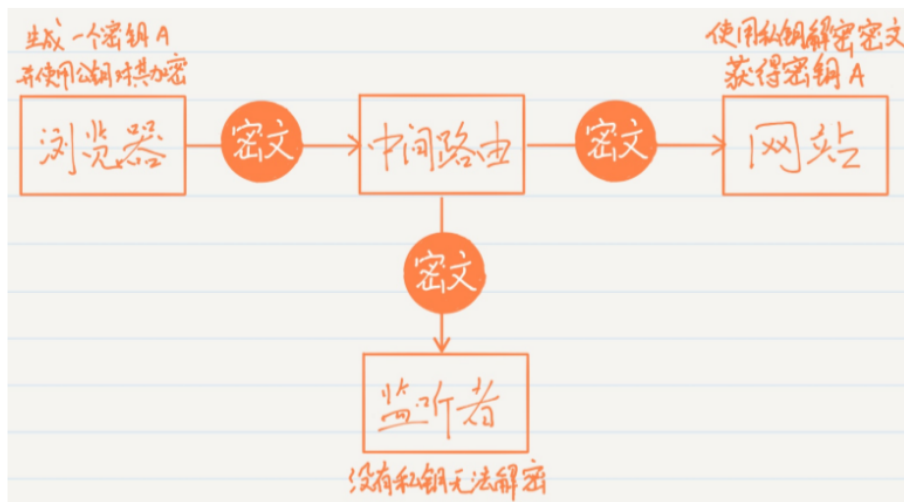 生成一个密钥A
并使用公钥对其加密
使用私钥解密密文
获得密钥A
浏览器
密文
中间路由
密文
网站
密文
监听者
没有私钥无法解密